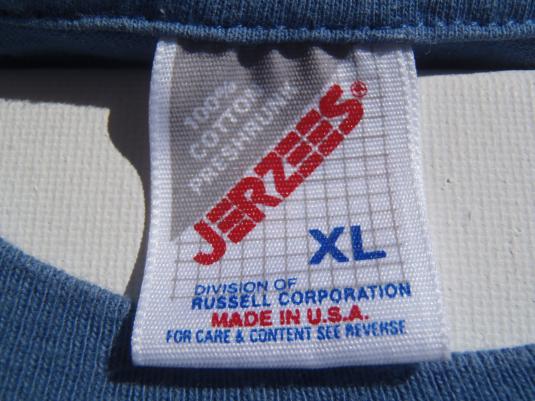 100%
COTTON
PRESHRUNK
JERZEES®
XL
DIVISION OF
RUSSELL CORPORATION
MADE IN U.S.A.
FOR CARE & CONTENT SEE REVERSE